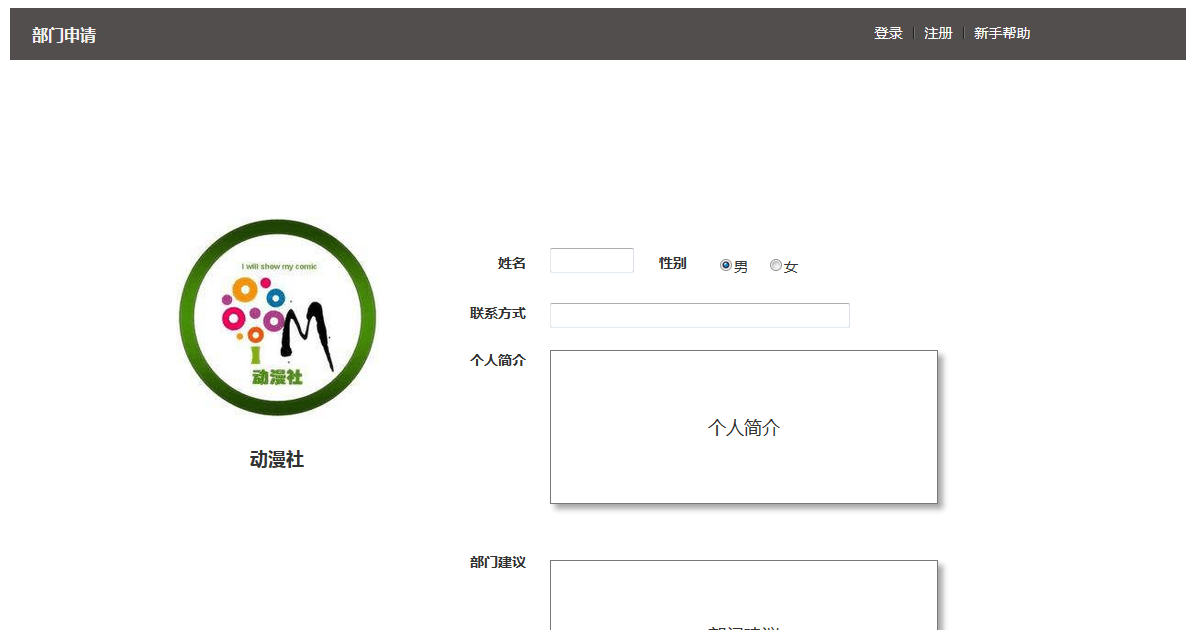 部门申请
登录 注册 新手帮助
I will show my comic
M
动漫社
动漫社
姓名 性别 男 女
联系方式
个人简介
个人简介
部门建议